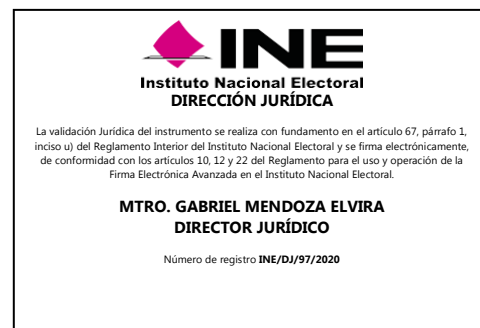 INE
Instituto Nacional Electoral
DIRECCIÓN JURÍDICA
La validación Jurídica del instrumento se realiza con fundamento en el artículo 67, párrafo 1,
inciso u) del Reglamento Interior del Instituto Nacional Electoral y se firma electrónicamente,
de conformidad con los artículos 10, 12 y 22 del Reglamento para el uso y operación de la
Firma Electrónica Avanzada en el Instituto Nacional Electoral.
MTRO. GABRIEL MENDOZA ELVIRA
DIRECTOR JURÍDICO
Número de registro INE/DJ/97/2020